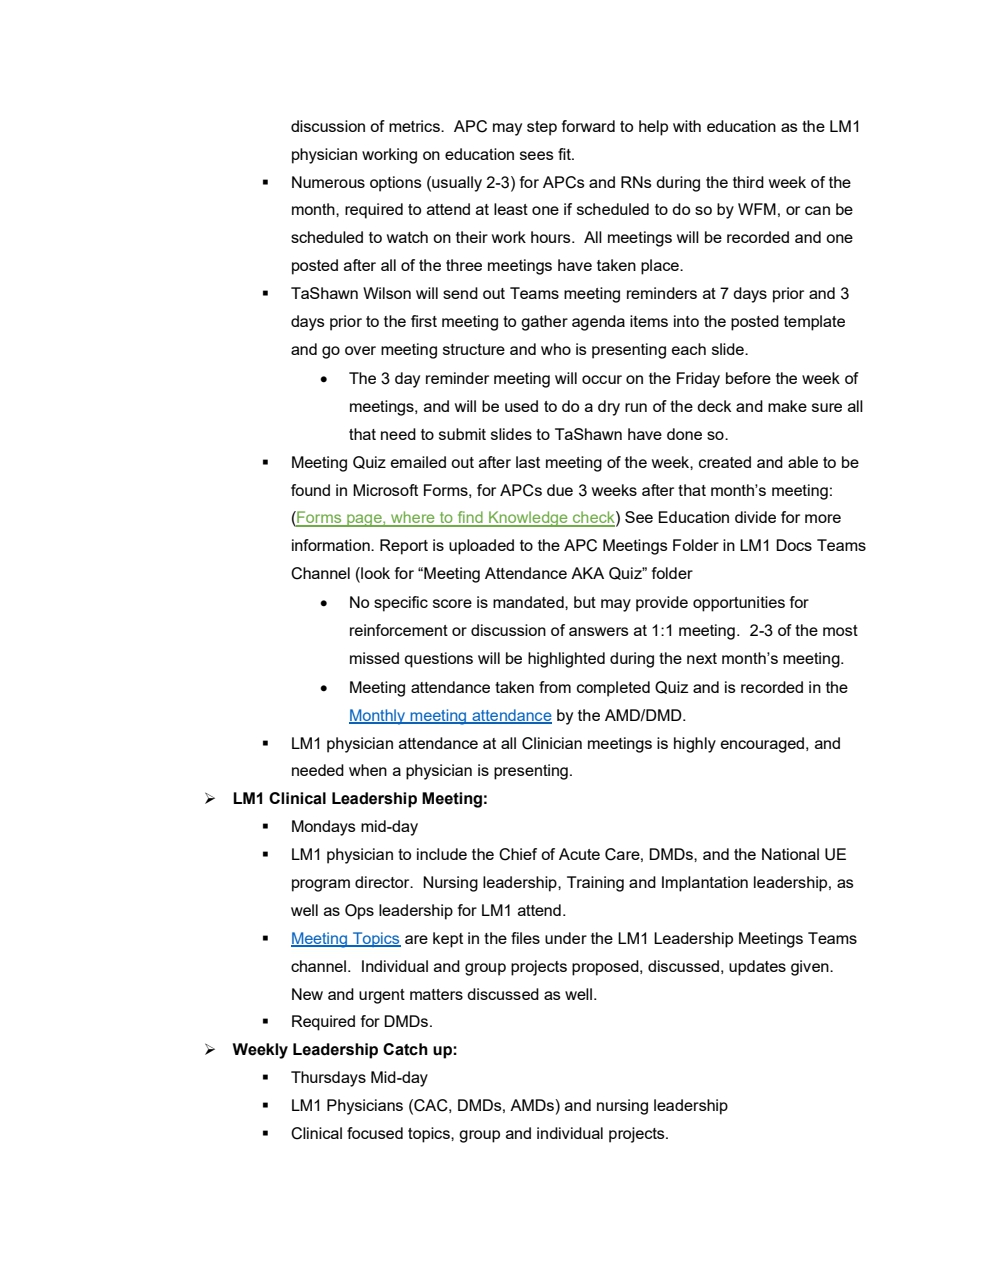 discussion of metrics.  APC may step forward to help with education as the LM1
physician working on education sees fit.
▪ Numerous options (usually 2-3) for APCs and RNs during the third week of the
month, required to attend at least one if scheduled to do so by WFM, or can be
scheduled to watch on their work hours.  All meetings will be recorded and one
posted after all of the three meetings have taken place.
▪ TaShawn Wilson will send out Teams meeting reminders at 7 days prior and 3
days prior to the first meeting to gather agenda items into the posted template
and go over meeting structure and who is presenting each slide.
• The 3 day reminder meeting will occur on the Friday before the week of
meetings, and will be used to do a dry run of the deck and make sure all
that need to submit slides to TaShawn have done so.
▪ Meeting Quiz emailed out after last meeting of the week, created and able to be
found in Microsoft Forms, for APCs due 3 weeks after that month’s meeting:
(Forms page, where to find Knowledge check) See Education divide for more
information. Report is uploaded to the APC Meetings Folder in LM1 Docs Teams
Channel (look for “Meeting Attendance AKA Quiz” folder
• No specific score is mandated, but may provide opportunities for
reinforcement or discussion of answers at 1:1 meeting.  2-3 of the most
missed questions will be highlighted during the next month’s meeting.
• Meeting attendance taken from completed Quiz and is recorded in the
Monthly meeting attendance by the AMD/DMD.
▪ LM1 physician attendance at all Clinician meetings is highly encouraged, and
needed when a physician is presenting.
➢ LM1 Clinical Leadership Meeting:
▪ Mondays mid-day
▪ LM1 physician to include the Chief of Acute Care, DMDs, and the National UE
program director.  Nursing leadership, Training and Implantation leadership, as
well as Ops leadership for LM1 attend.
▪ Meeting Topics are kept in the files under the LM1 Leadership Meetings Teams
channel.  Individual and group projects proposed, discussed, updates given.
New and urgent matters discussed as well.
▪ Required for DMDs.
➢ Weekly Leadership Catch up:
▪ Thursdays Mid-day
▪ LM1 Physicians (CAC, DMDs, AMDs) and nursing leadership
▪ Clinical focused topics, group and individual projects.